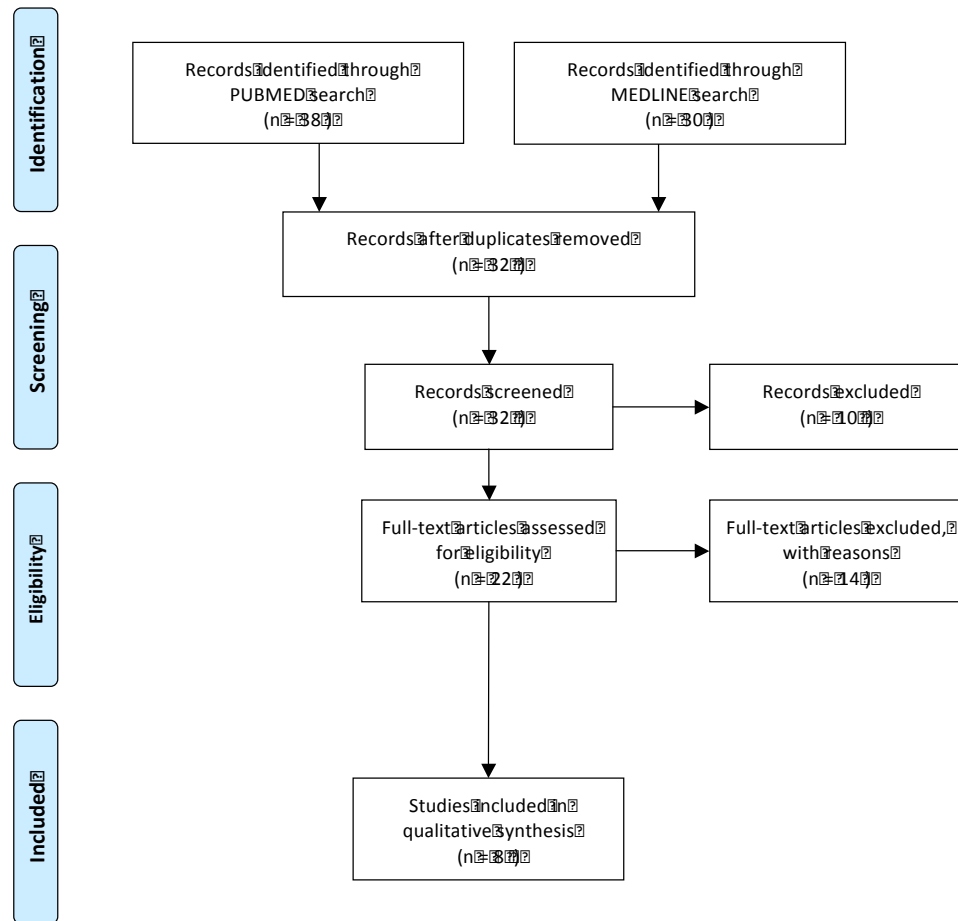 Identification
Records identified through
PUBMED search
(n = 38)
Records identified through
MEDLINE search
(n = 30)
Records after duplicates removed
(n = 32)
Screening
Records screened
(n = 32)
Records excluded
(n = 10)
Eligibility
Full-text articles assessed
for eligibility
(n = 22)
Full-text articles excluded,
with reasons
(n = 14)
Included
Studies included in
qualitative synthesis
(n = 8)